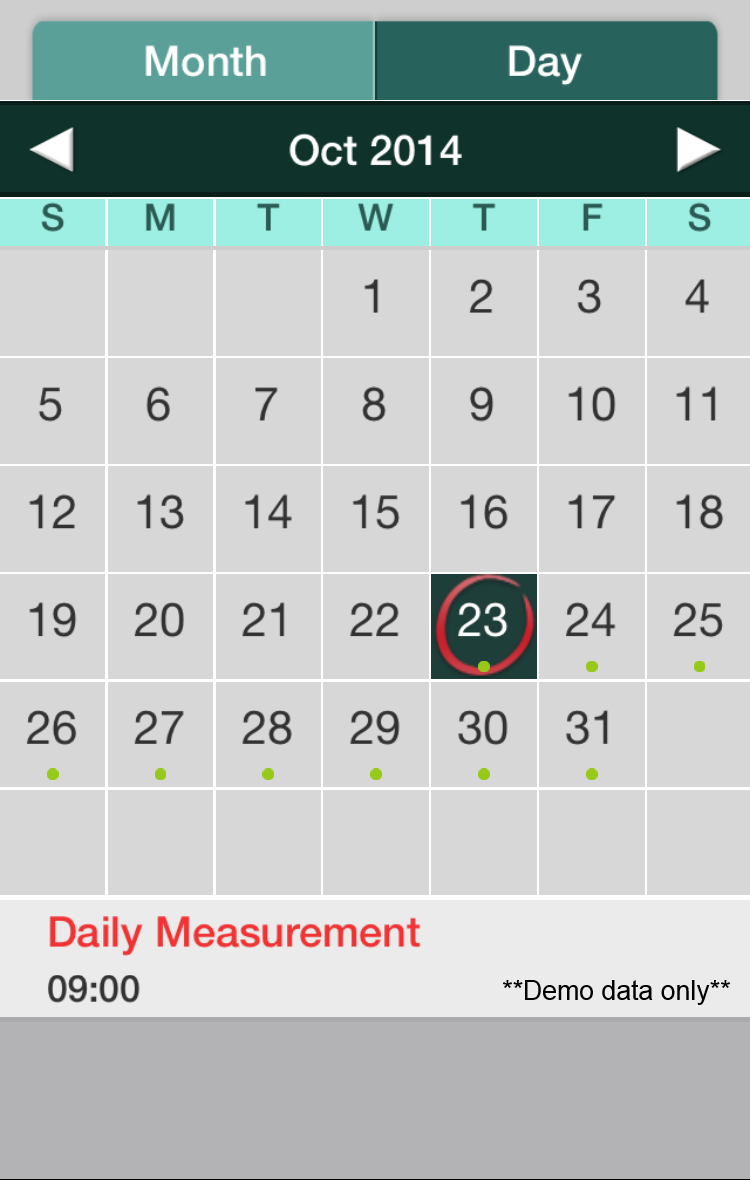 Month Day
Oct 2014
S M T W T F S
1 2 3 4
5 6 7 8 9 10 11
12 13 14 15 16 17 18
19 20 21 22 23 24 25
26 27 28 29 30 31
Daily Measurement
09:00 **Demo data only**